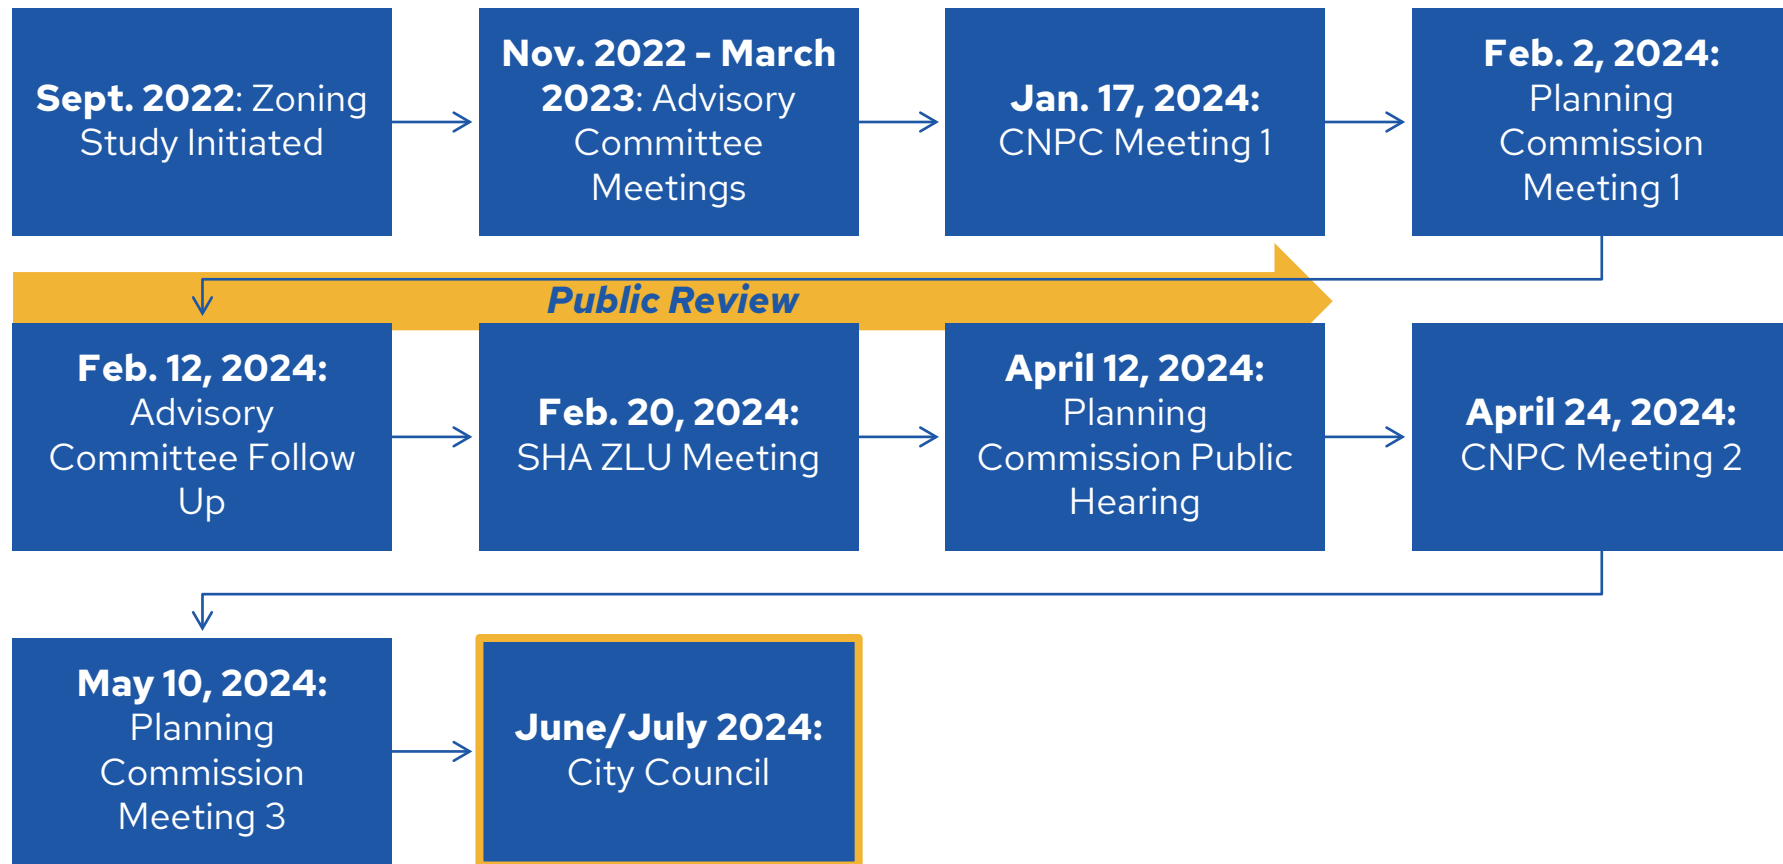 Sept. 2022: Zoning
Study Initiated
Nov. 2022 - March
2023: Advisory
Committee
Meetings
Jan. 17, 2024:
CNPC Meeting 1
Feb. 2, 2024:
Planning
Commission
Meeting 1
Public Review
Feb. 12, 2024:
Advisory
Committee Follow
Up
Feb. 20, 2024:
SHA ZLU Meeting
April 12, 2024:
Planning
Commission Public
Hearing
April 24, 2024:
CNPC Meeting 2
May 10, 2024:
Planning
Commission
Meeting 3
June/July 2024:
City Council